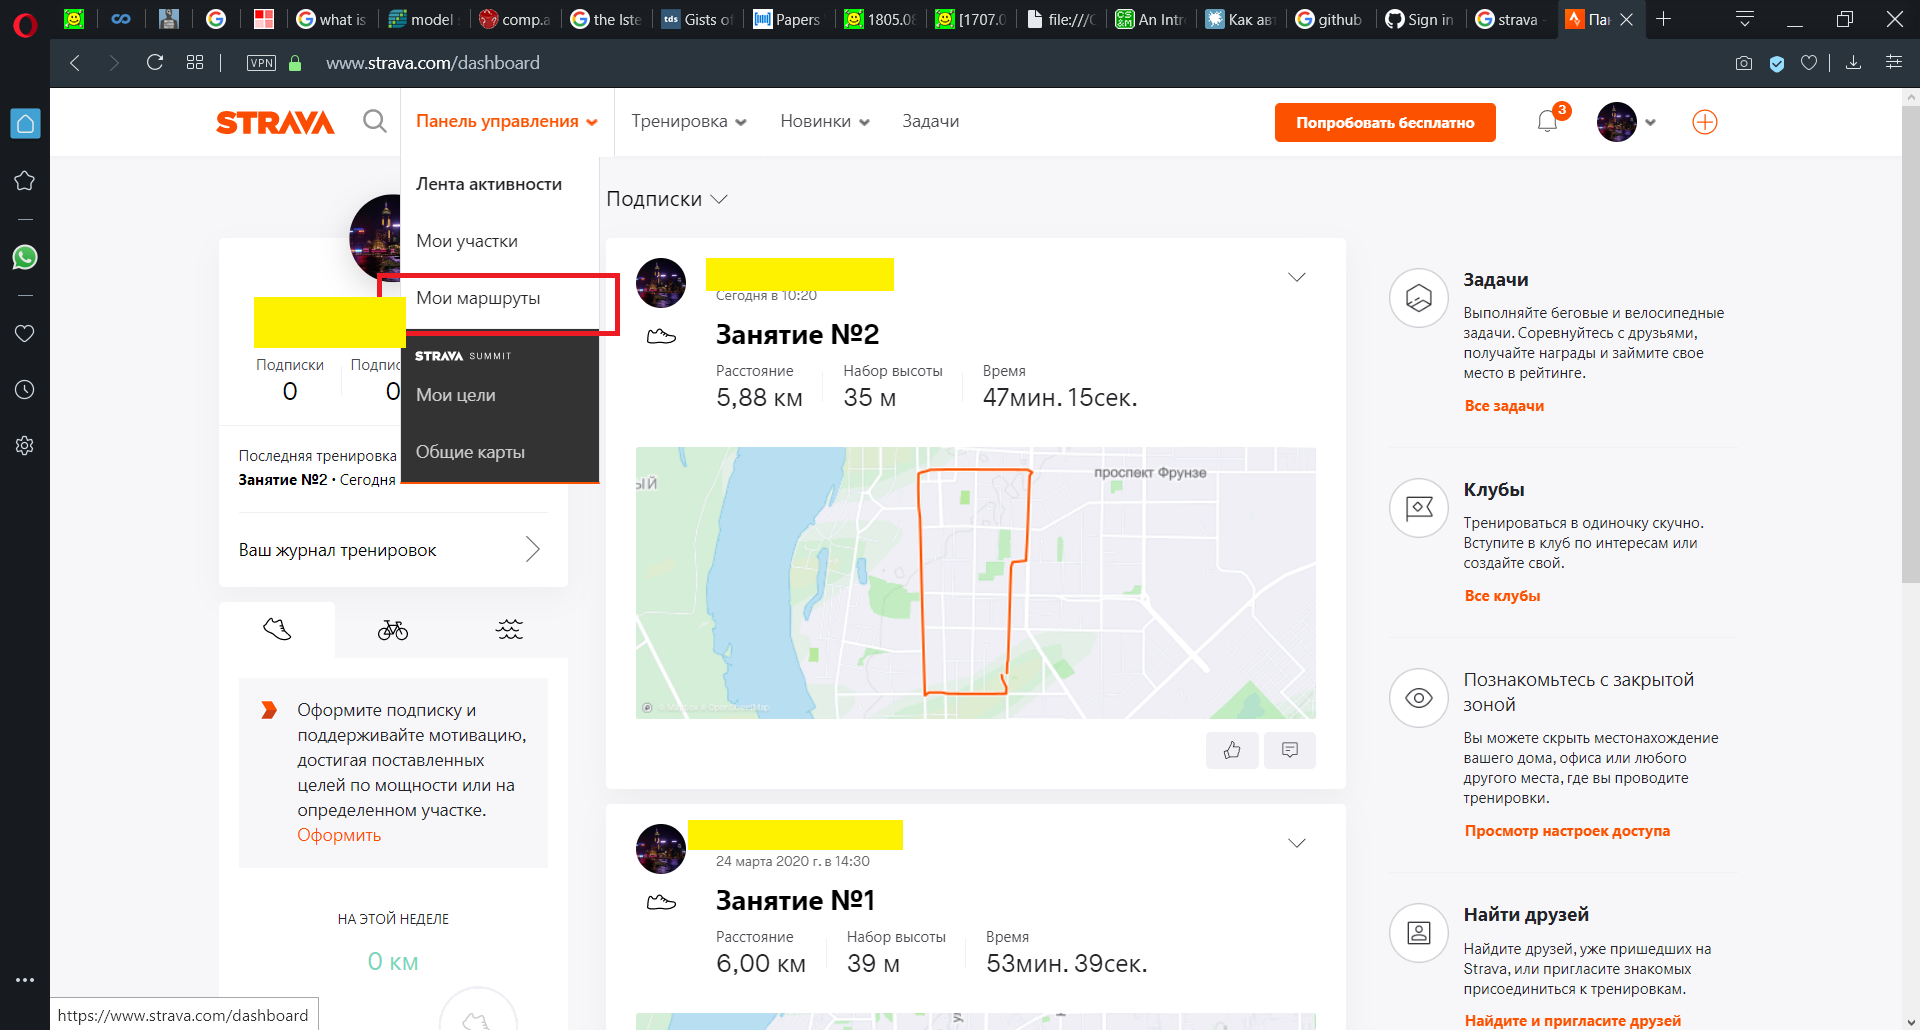 what is
model
comp.a
the Iste
tds Gists of
Papers
1805.08
[1707.0
file:///C
An Intr
Как авт
github
Sign in
strava -
Пан
VPN www.strava.com/dashboard
STRAVA
Панель управления
Тренировка
Новинки
Задачи
Попробовать бесплатно
3
Лента активности
Мои участки
Мои маршруты
STRAVA SUMMIT
Мои цели
Общие карты
Подписки
0
0
Последняя тренировка
Занятие №2 • Сегодня
Ваш журнал тренировок
Оформите подписку и
поддерживайте мотивацию,
достигая поставленных
целей по мощности или на
определенном участке.
Оформить
НА ЭТОЙ НЕДЕЛЕ
0 км
https://www.strava.com/dashboard
Подписки
Сегодня в 10:20
Занятие №2
Расстояние
5,88 км
Набор высоты
35 м
Время
47мин. 15сек.
проспект Фрунзе
ЫЙ
© Mapbox © OpenStreetMap
24 марта 2020 г. в 14:30
Занятие №1
Расстояние
6,00 км
Набор высоты
39 м
Время
53мин. 39сек.
Задачи
Выполняйте беговые и велосипедные
задачи. Соревнуйтесь с друзьями,
получайте награды и займите свое
место в рейтинге.
Все задачи
Клубы
Тренироваться в одиночку скучно.
Вступите в клуб по интересам или
создайте свой.
Все клубы
Познакомьтесь с закрытой
зоной
Вы можете скрыть местонахождение
вашего дома, офиса или любого
другого места, где вы проводите
тренировки.
Просмотр настроек доступа
Найти друзей
Найдите друзей, уже пришедших на
Strava, или пригласите знакомых
присоединиться к тренировкам.
Найдите и пригласите друзей